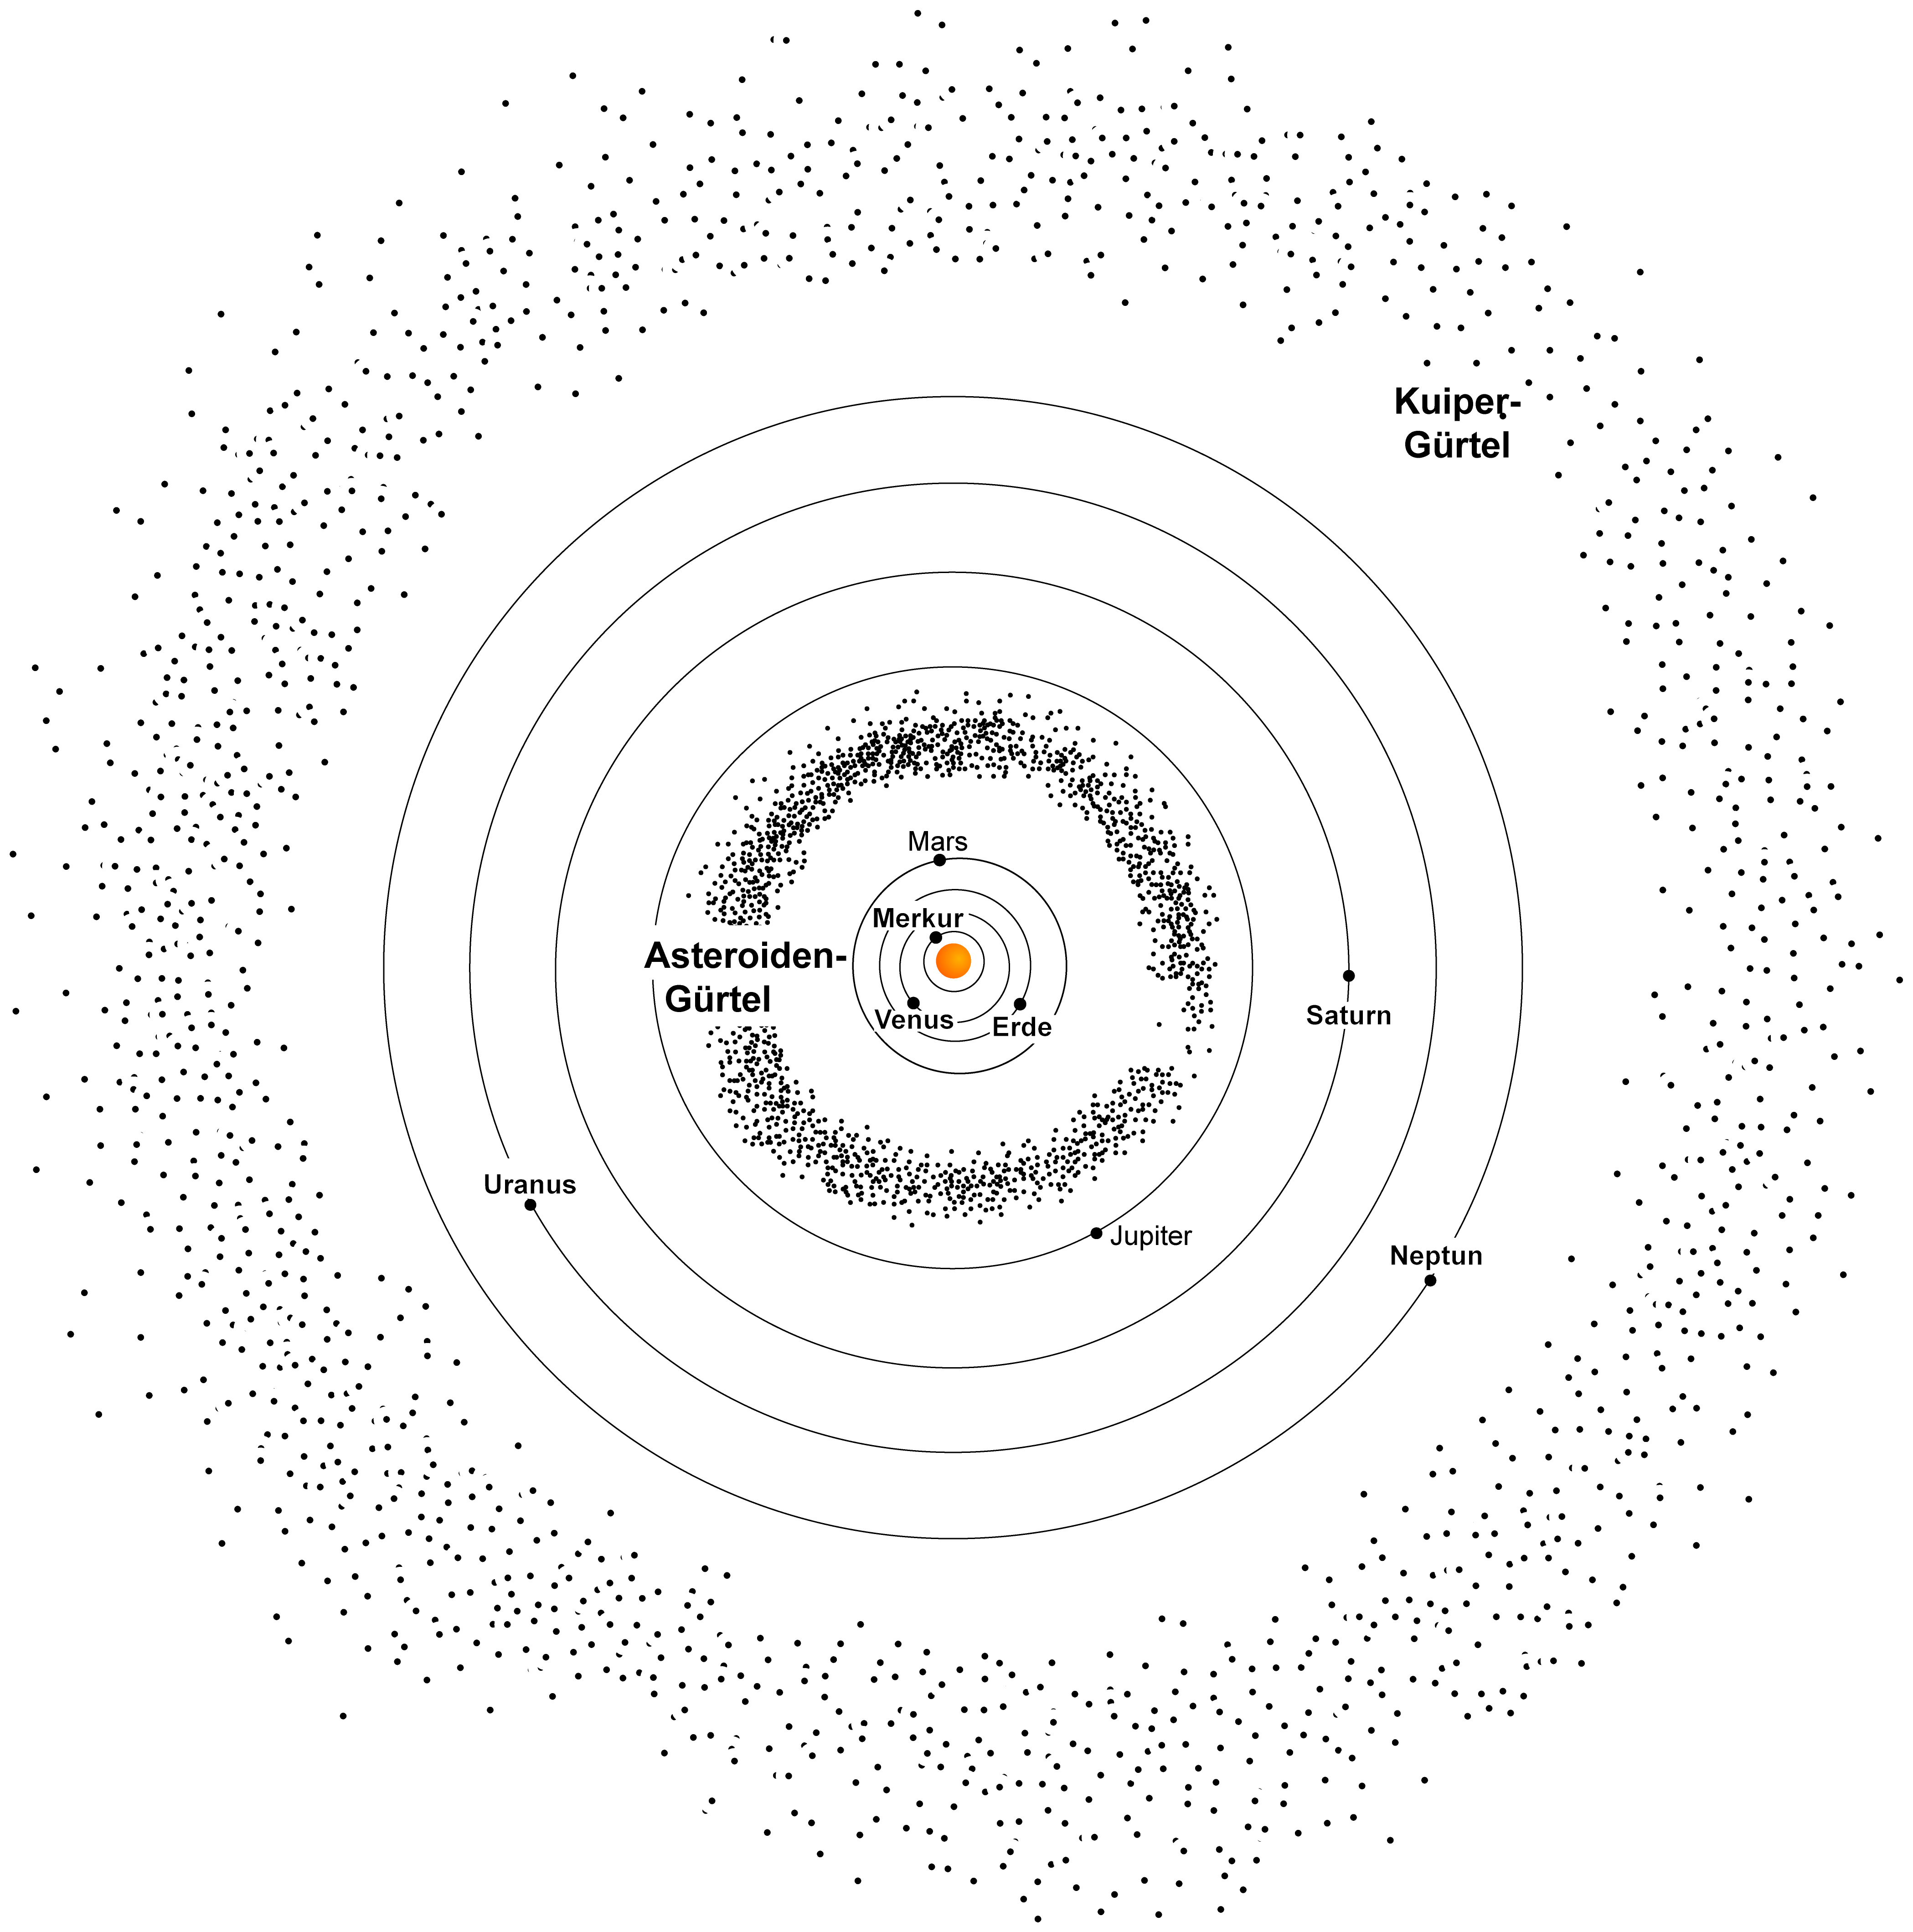 Kuiper-
Gürtel
Mars
Merkur
Asteroiden-
Gürtel
Venus
Erde
Saturn
Uranus
Jupiter
Neptun